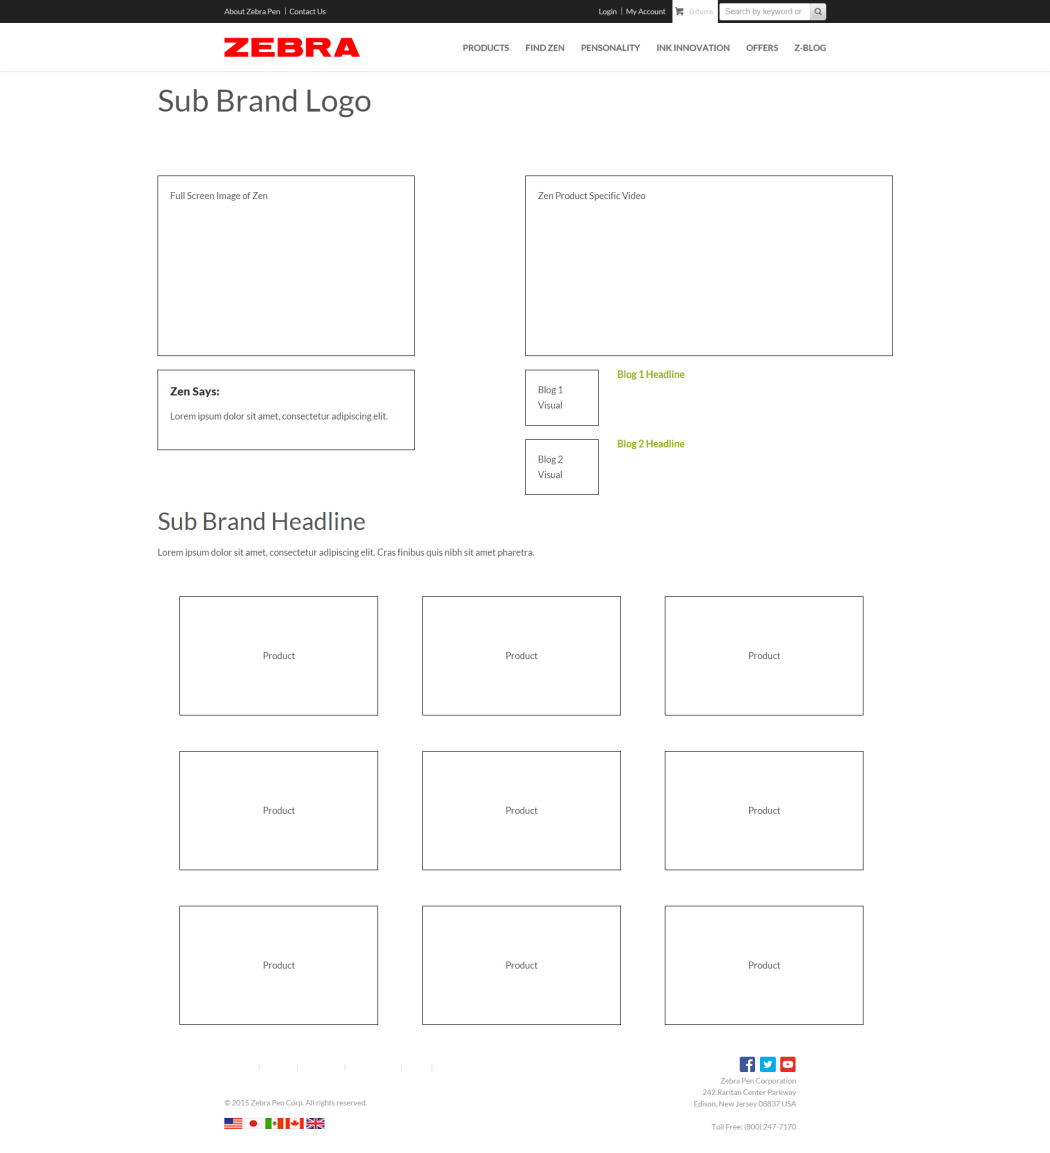 About Zebra Pen | Contact Us
Login | My Account 0 items Search by keyword or
ZEBRA
PRODUCTS FIND ZEN PENSONALITY INK INNOVATION OFFERS Z-BLOG
Sub Brand Logo
Full Screen Image of Zen
Zen Product Specific Video
Zen Says:
Lorem ipsum dolor sit amet, consectetur adipiscing elit.
Blog 1
Visual
Blog 1 Headline
Blog 2
Visual
Blog 2 Headline
Sub Brand Headline
Lorem ipsum dolor sit amet, consectetur adipiscing elit. Cras finibus quis nibh sit amet pharetra.
Product Product Product
Product Product Product
Product Product Product
© 2015 Zebra Pen Corp. All rights reserved.
Zebra Pen Corporation
242 Raritan Center Parkway
Edison, New Jersey 08837 USA
Toll Free: (800) 247-7170